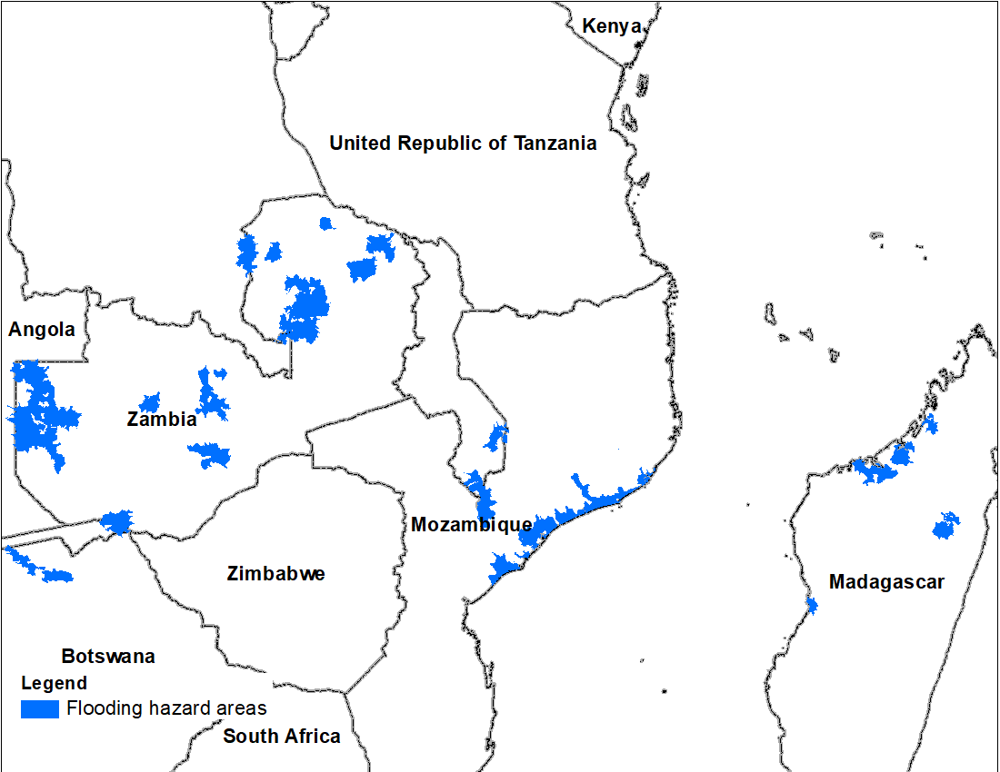 Kenya
United Republic of Tanzania
Angola
Zambia
Mozambique
Zimbabwe
Madagascar
Botswana
Legend
Flooding hazard areas
South Africa